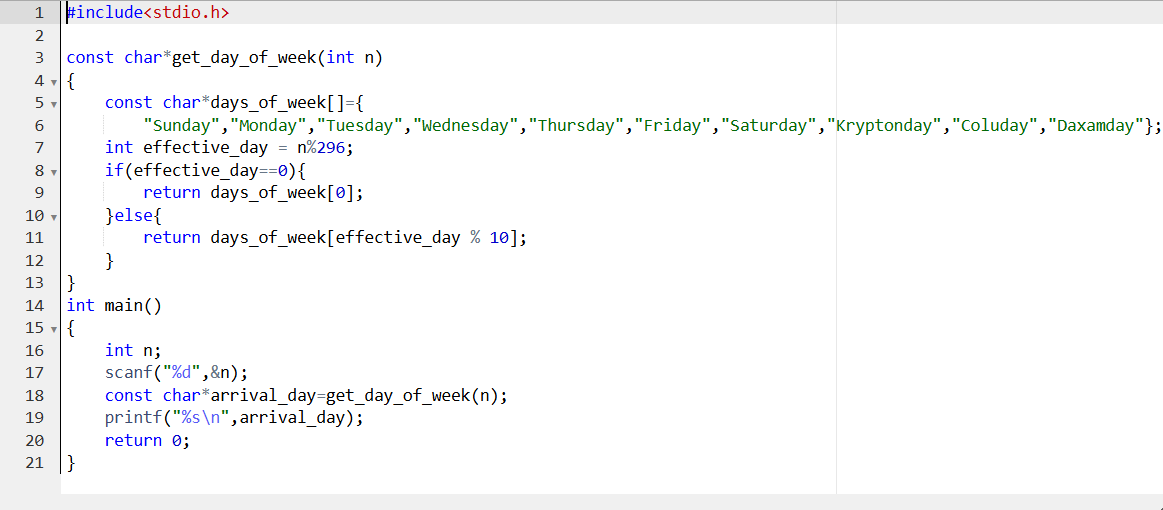 1 #include<stdio.h>
2
3 const char*get_day_of_week(int n)
4 {
5     const char*days_of_week[]={
6         "Sunday","Monday","Tuesday","Wednesday","Thursday","Friday","Saturday","Kryptonday","Coluday","Daxamday"};
7     int effective_day = n%296;
8     if(effective_day==0){
9         return days_of_week[0];
10     }else{
11         return days_of_week[effective_day % 10];
12     }
13 }
14 int main()
15 {
16     int n;
17     scanf("%d",&n);
18     const char*arrival_day=get_day_of_week(n);
19     printf("%s\n",arrival_day);
20     return 0;
21 }